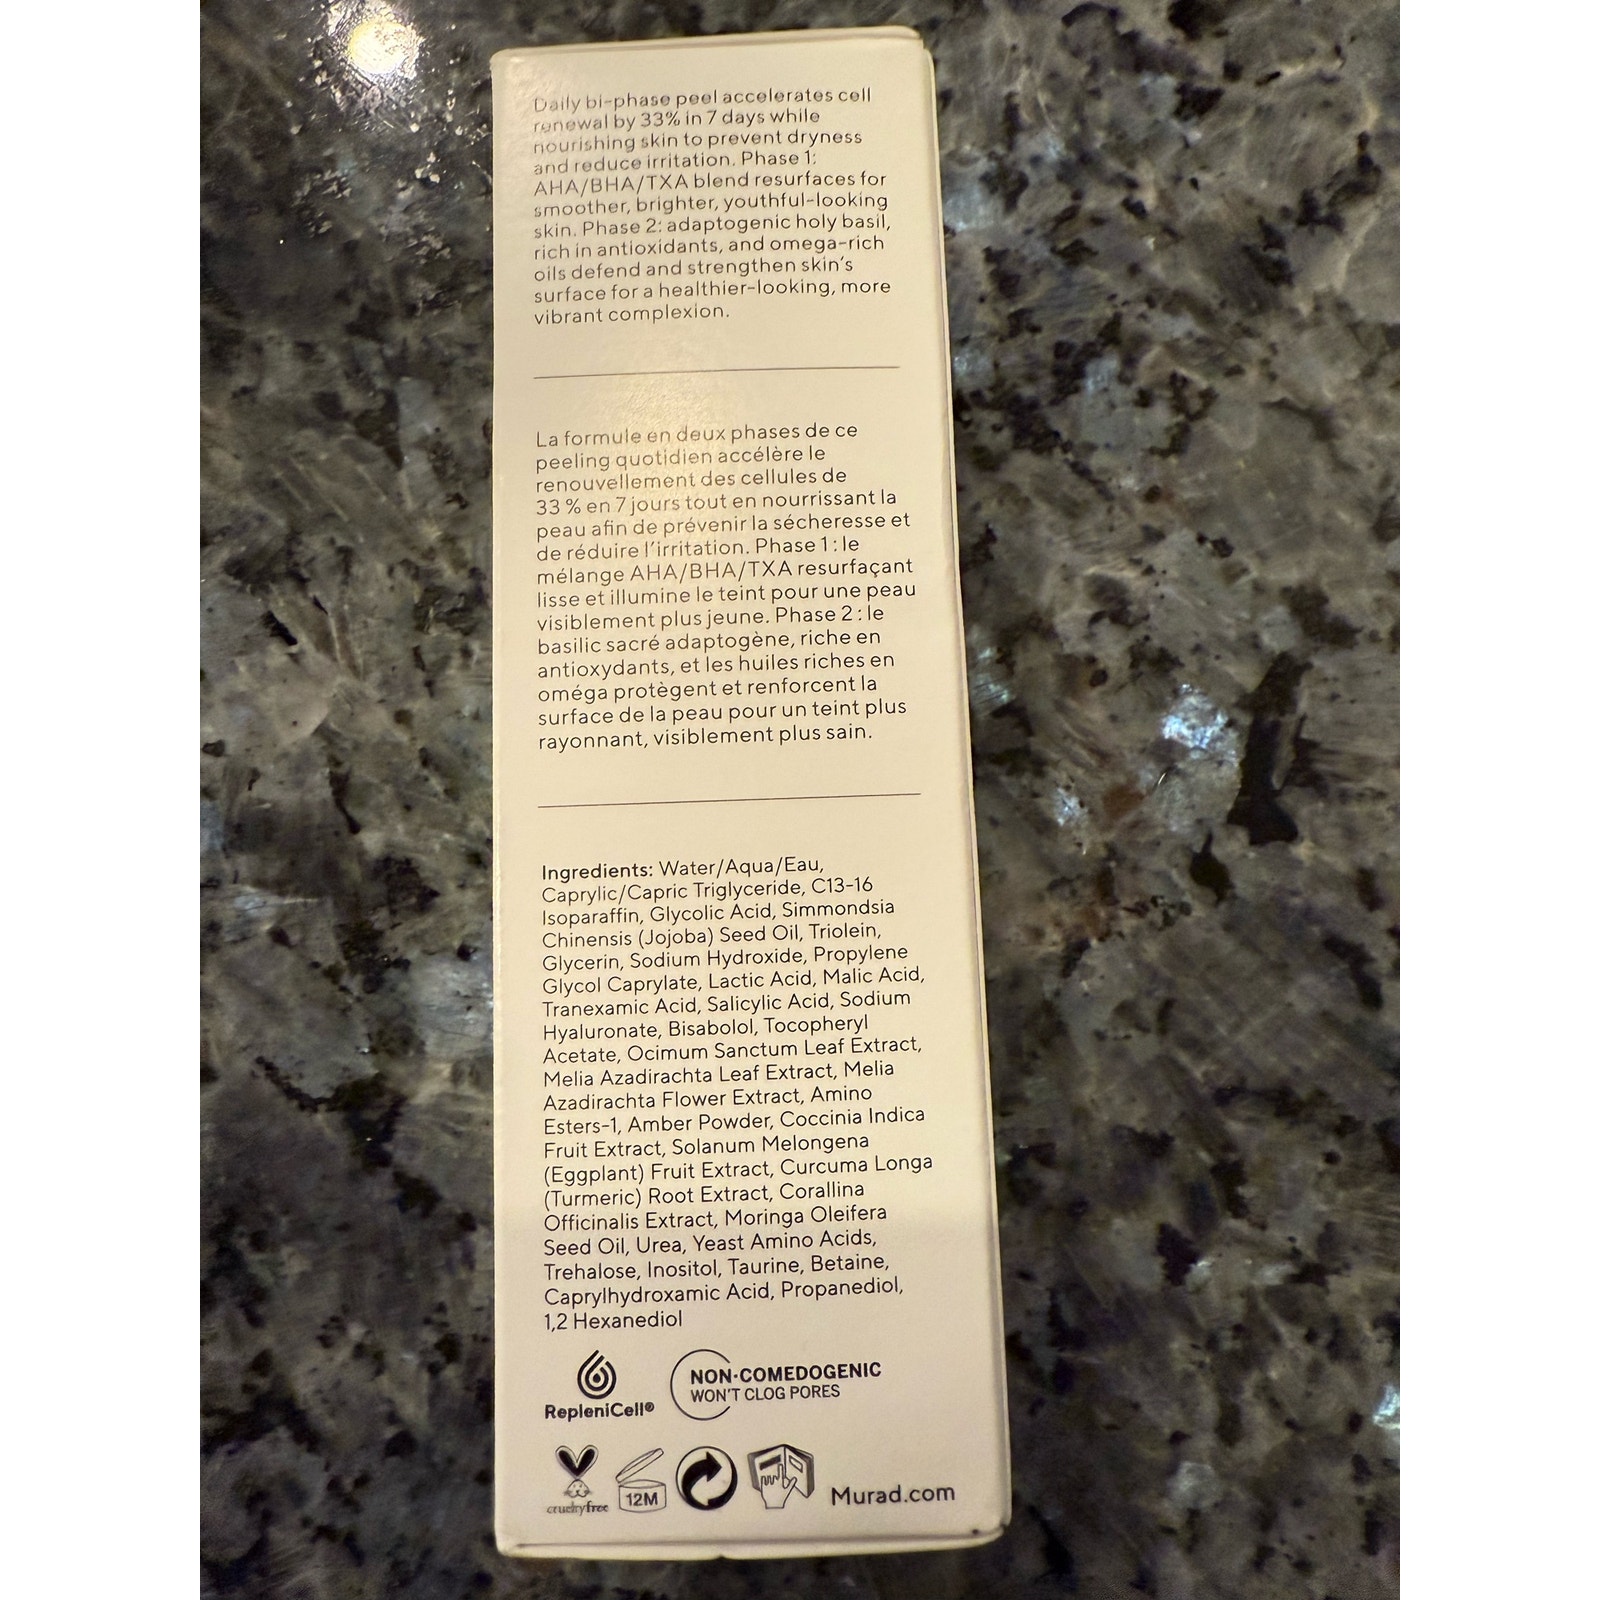 Daily bi-phase peel accelerates cell
renewal by 33% in 7 days while
nourishing skin to prevent dryness
and reduce irritation. Phase 1:
AHA/BHA/TXA blend resurfaces for
smoother, brighter, youthful-looking
skin. Phase 2: adaptogenic holy basil,
rich in antioxidants, and omega-rich
oils defend and strengthen skin's
surface for a healthier-looking, more
vibrant complexion.
La formule en deux phases de ce
peeling quotidien accélère le
renouvellement des cellules de
33 % en 7 jours tout en nourrissant la
peau afin de prévenir la sécheresse et
de réduire l'irritation. Phase 1 : le
mélange AHA/BHA/TXA resurfaçant
lisse et illumine le teint pour une peau
visiblement plus jeune. Phase 2 : le
basilic sacré adaptogène, riche en
antioxydants, et les huiles riches en
oméga protègent et renforcent la
surface de la peau pour un teint plus
rayonnant, visiblement plus sain.
Ingredients: Water/Aqua/Eau,
Caprylic/Capric Triglyceride, C13-16
Isoparaffin, Glycolic Acid, Simmondsia
Chinensis (Jojoba) Seed Oil, Triolein,
Glycerin, Sodium Hydroxide, Propylene
Glycol Caprylate, Lactic Acid, Malic Acid,
Tranexamic Acid, Salicylic Acid, Sodium
Hyaluronate, Bisabolol, Tocopheryl
Acetate, Ocimum Sanctum Leaf Extract,
Melia Azadirachta Leaf Extract, Melia
Azadirachta Flower Extract, Amino
Esters-1, Amber Powder, Coccinia Indica
Fruit Extract, Solanum Melongena
(Eggplant) Fruit Extract, Curcuma Longa
(Turmeric) Root Extract, Corallina
Officinalis Extract, Moringa Oleifera
Seed Oil, Urea, Yeast Amino Acids,
Trehalose, Inositol, Taurine, Betaine,
Caprylhydroxamic Acid, Propanediol,
1,2 Hexanediol
RepleniCell®
NON-COMEDOGENIC
WON'T CLOG PORES
crueltyfree
12M
Murad.com